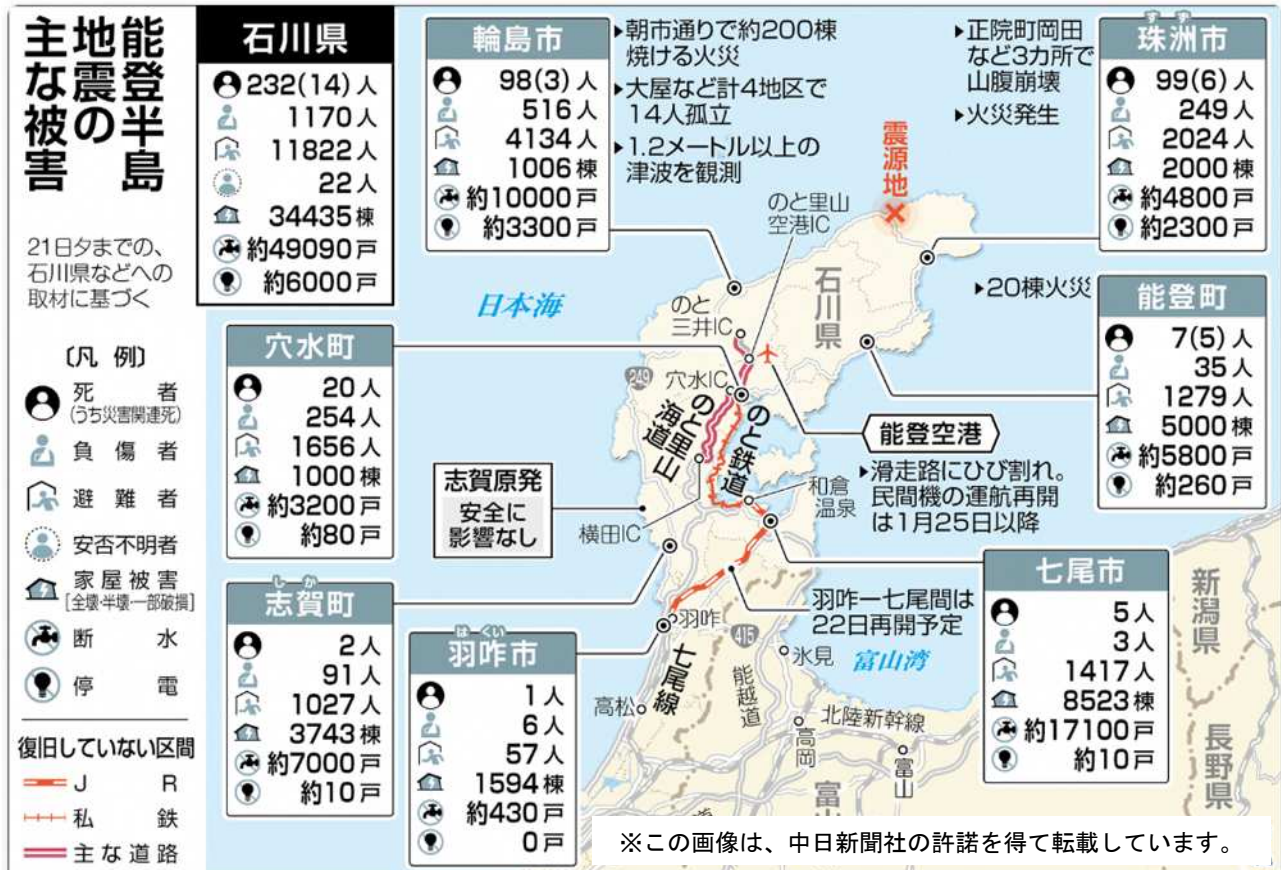 能登半島
地震の
主な被害
21日夕までの、
石川県などへの
取材に基づく
〔凡 例〕
死者
(うち災害関連死)
負傷者
避難者
安否不明者
家屋被害
[全壊・半壊・一部破損]
断水
停電
復旧していない区間
JR
私鉄
主な道路
石川県
232(14)人
1170人
11822人
22人
34435棟
約49090戸
約6000戸
輪島市
98(3)人
516人
4134人
1006棟
約10000戸
約3300戸
▶朝市通りで約200棟
焼ける火災
▶大屋など計4地区で
14人孤立
▶1.2メートル以上の
津波を観測
▶正院町岡田
など3カ所で
山腹崩壊
▶火災発生
すず
珠洲市
99(6)人
249人
2024人
2000棟
約4800戸
約2300戸
震源地
▶20棟火災
能登町
7(5)人
35人
1279人
5000棟
約5800戸
約260戸
穴水町
20人
254人
1656人
1000棟
約3200戸
約80戸
志賀原発
安全に
影響なし
しか
志賀町
2人
91人
1027人
3743棟
約7000戸
約10戸
はくい
羽咋市
1人
6人
57人
1594棟
約430戸
0戸
七尾市
5人
3人
1417人
8523棟
約17100戸
約10戸
能登空港
▶滑走路にひび割れ。
民間機の運航再開
は1月25日以降
羽咋―七尾間は
22日再開予定
日本海
石川県
のと里山
空港IC
のと
三井IC
249
穴水IC
のと里山
海道
のと鉄道
和倉
温泉
横田IC
羽咋
七尾線
高松
415
氷見
富山湾
能越道
北陸新幹線
高岡
富山
富山
新潟県
長野県
※この画像は、中日新聞社の許諾を得て転載しています。